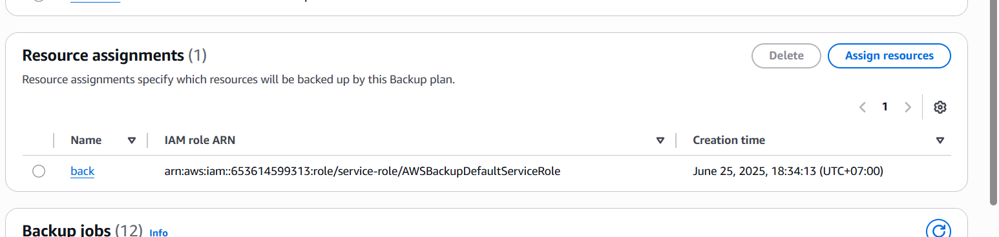 Resource assignments (1)
Delete
Assign resources
Resource assignments specify which resources will be backed up by this Backup plan.
1
Name
IAM role ARN
Creation time
back
arn:aws:iam::653614599313:role/service-role/AWSBackupDefaultServiceRole
June 25, 2025, 18:34:13 (UTC+07:00)
Backup jobs (12) Info